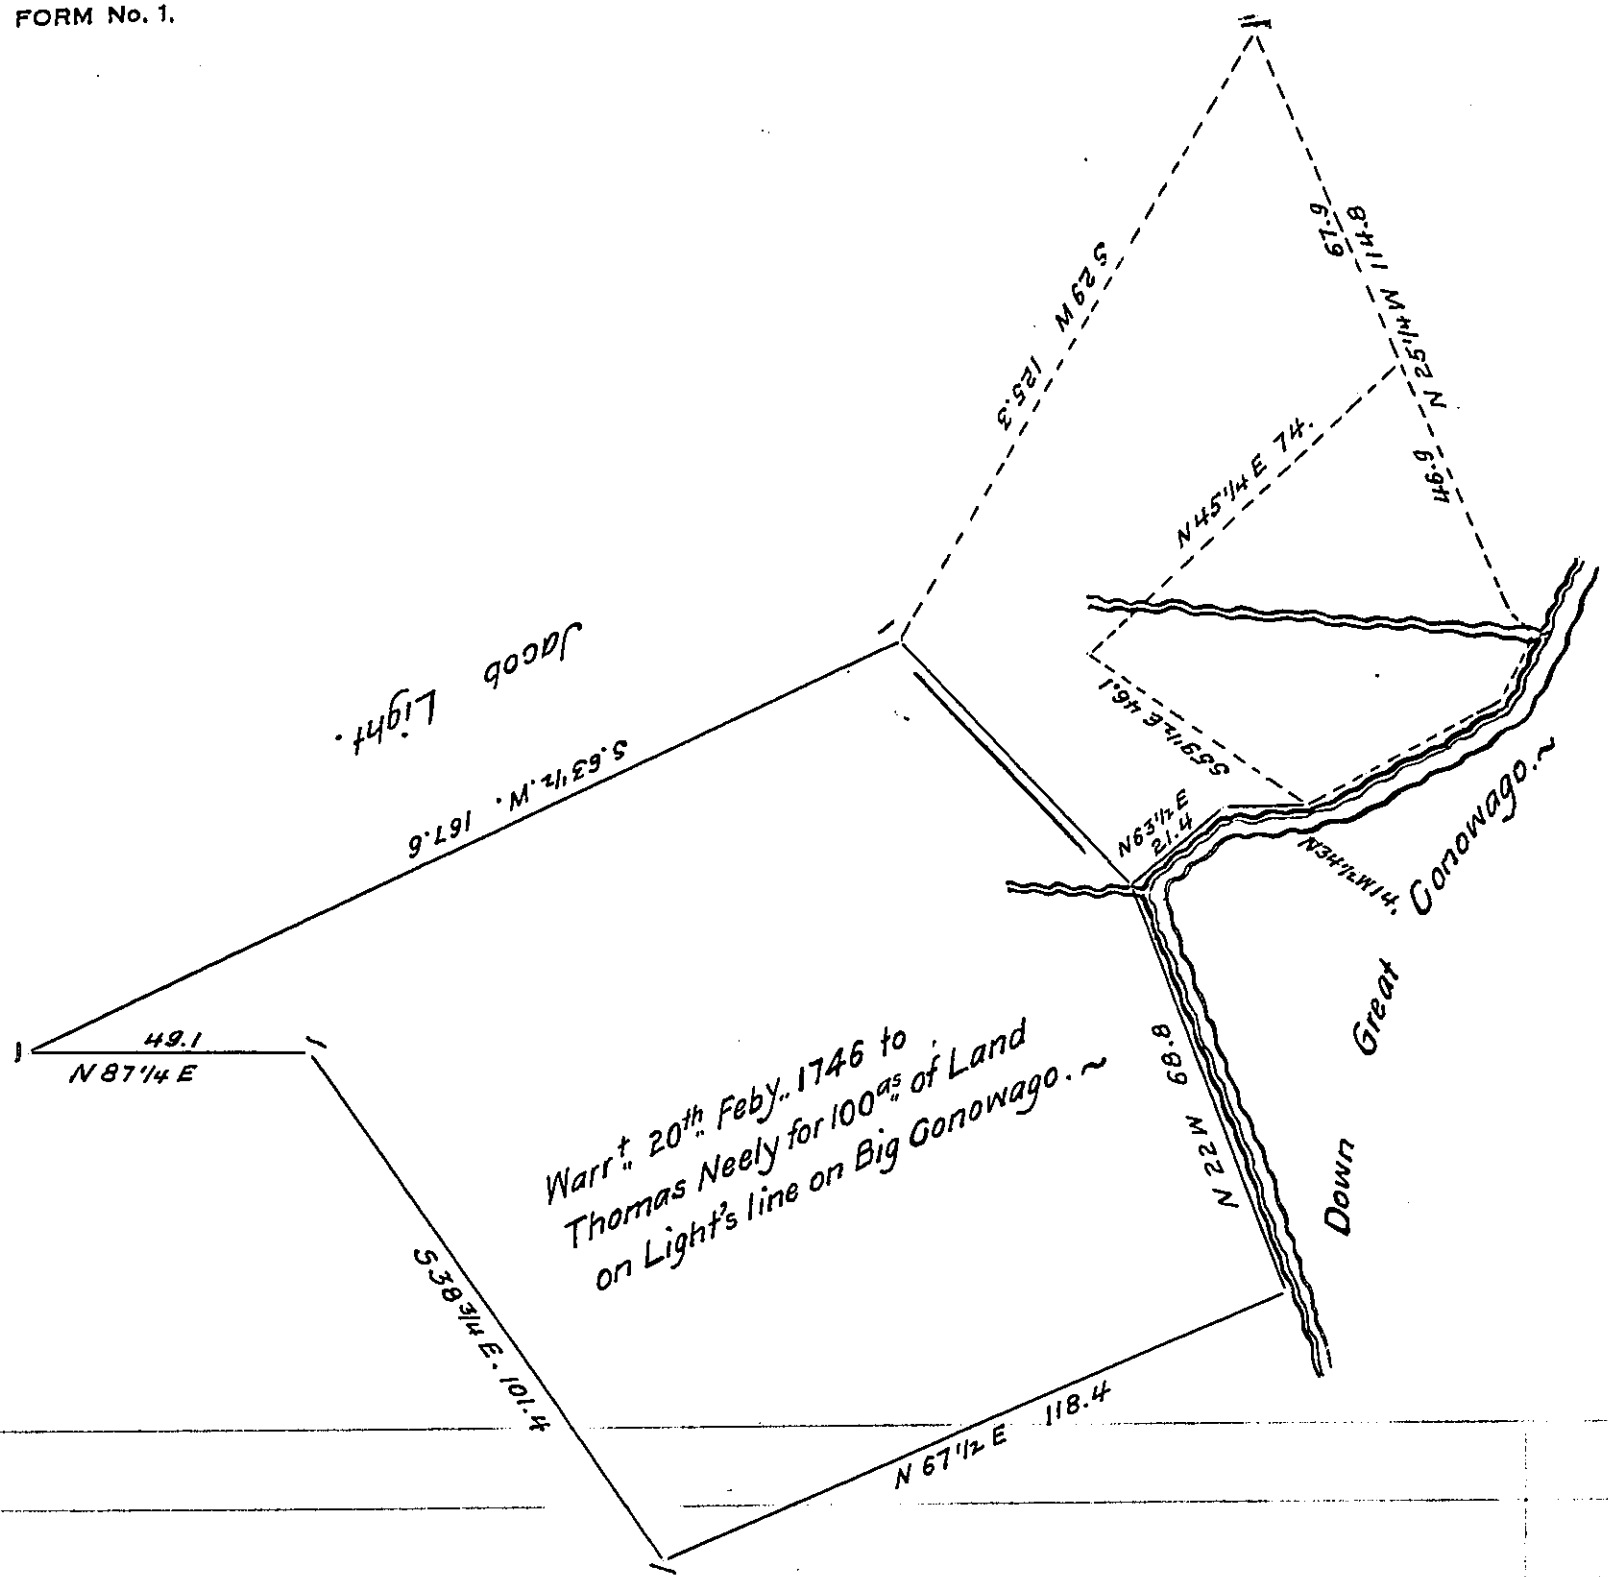 FORM No. 1.
S 29 W 125.3
67.9
N 25 1/4 W 114.8
46.9
N 45 1/4 E 74.
S 59 1/2 E 46.1
N 63 1/2 E
21.4
N 34 1/2 W 14.
Jacob Light.
S. 63 1/2. W. 167.6
49.1
N 87 1/4 E
S 38 3/4 E. 101.4
N 67 1/2 E 118.4
N 22 W 68.8
Down Great Conowago. ~
Warrt,, 20th,, Feby,, 1746 to
Thomas Neely for 100as,, of Land
on Light's line on Big Conowago. ~